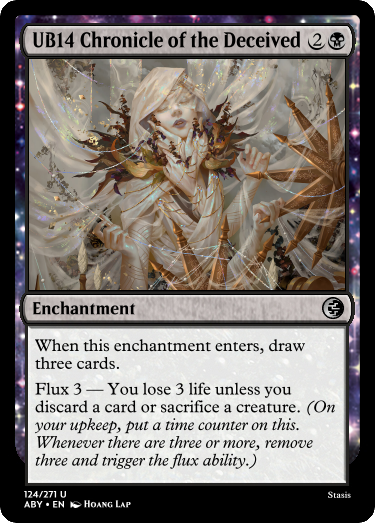 UB14 Chronicle of the Deceived 2
Enchantment
When this enchantment enters, draw
three cards.
Flux 3 — You lose 3 life unless you
discard a card or sacrifice a creature. (On
your upkeep, put a time counter on this.
Whenever there are three or more, remove
three and trigger the flux ability.)
124/271 U
Stasis
ABY • EN Hoang Lap